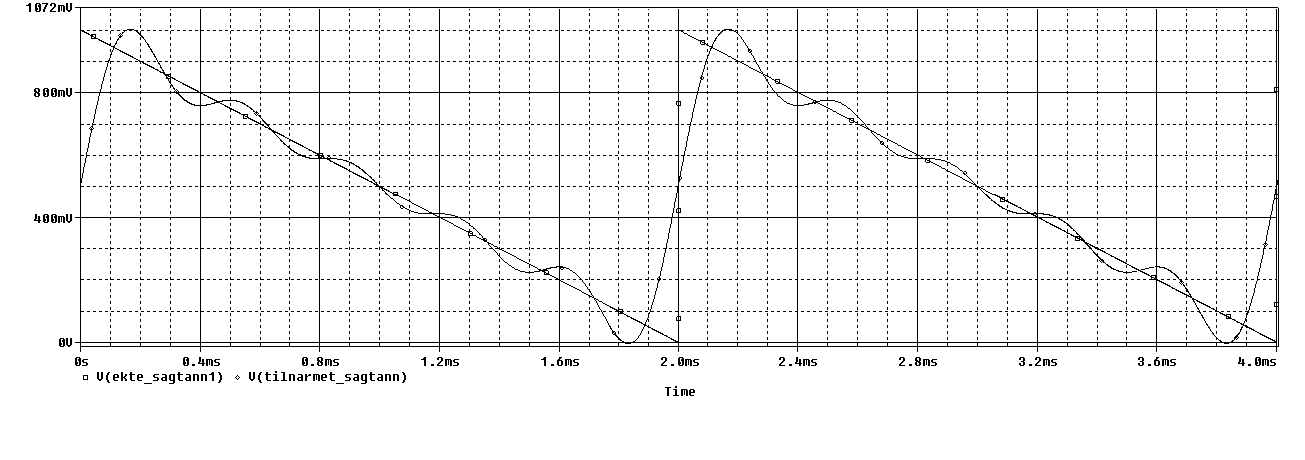 1072mV
800mV
400mV
0V
0s 0.4ms 0.8ms 1.2ms 1.6ms 2.0ms 2.4ms 2.8ms 3.2ms 3.6ms 4.0ms
V(ekte_sagtann1) V(tilnarmet_sagtann)
Time